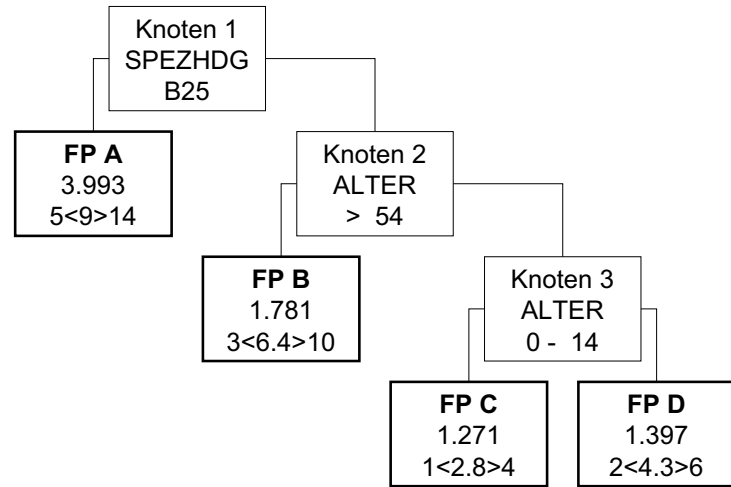 Knoten 1
SPEZHDG
B25
FP A
3.993
5<9>14
Knoten 2
ALTER
> 54
FP B
1.781
3<6.4>10
Knoten 3
ALTER
0 - 14
FP C
1.271
1<2.8>4
FP D
1.397
2<4.3>6